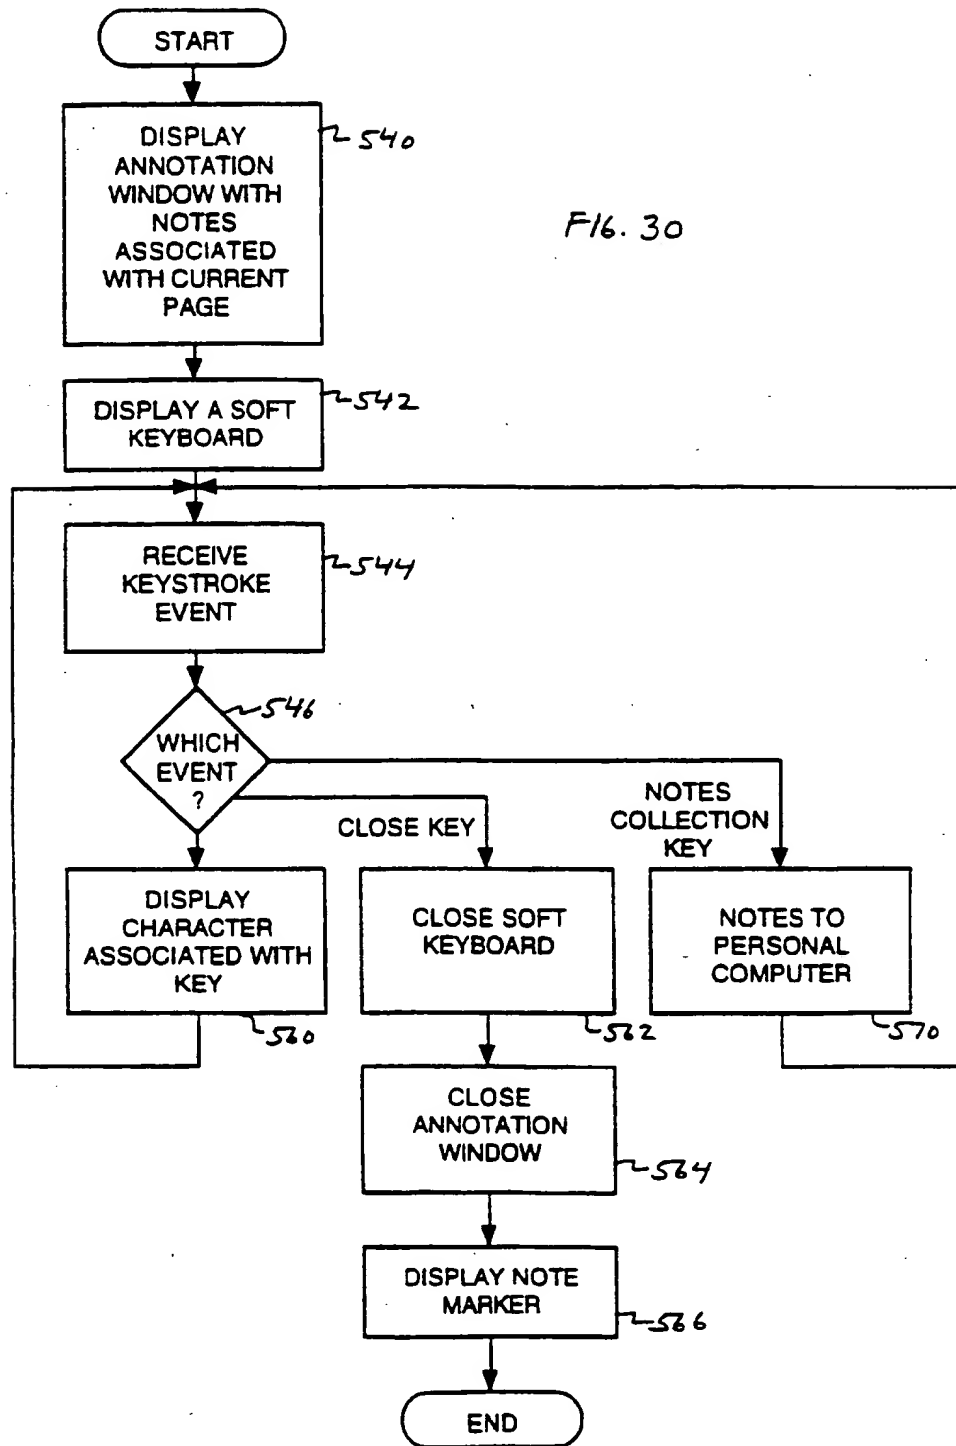 START
DISPLAY
ANNOTATION
WINDOW WITH
NOTES
ASSOCIATED
WITH CURRENT
PAGE
540
FIG. 30
DISPLAY A SOFT
KEYBOARD
542
RECEIVE
KEYSTROKE
EVENT
544
546
WHICH
EVENT
?
CLOSE KEY
NOTES
COLLECTION
KEY
DISPLAY
CHARACTER
ASSOCIATED WITH
KEY
560
CLOSE SOFT
KEYBOARD
562
NOTES TO
PERSONAL
COMPUTER
570
CLOSE
ANNOTATION
WINDOW
564
DISPLAY NOTE
MARKER
566
END